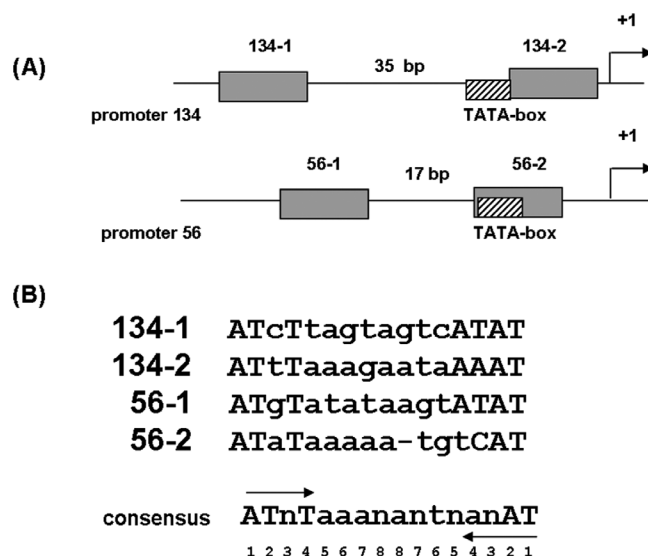 +1
134-1 134-2
(A)
35 bp
promoter 134 TATA-box
+1
56-1 56-2
17 bp
promoter 56 TATA-box
(B)
134-1 ATcTtagtagtcATAT
134-2 ATtTaaagaataAAAT
56-1 ATgTatataagtATAT
56-2 ATaTaaaaa-tgtCAT
consensus ATnTaaanantnanAT
1 2 3 4 5 6 7 8 8 7 6 5 4 3 2 1